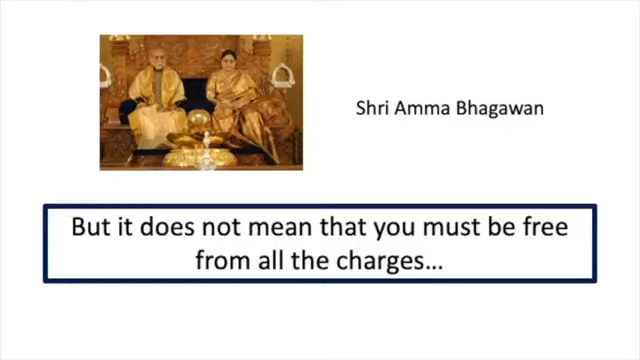 Shri Amma Bhagawan
But it does not mean that you must be free
from all the charges...